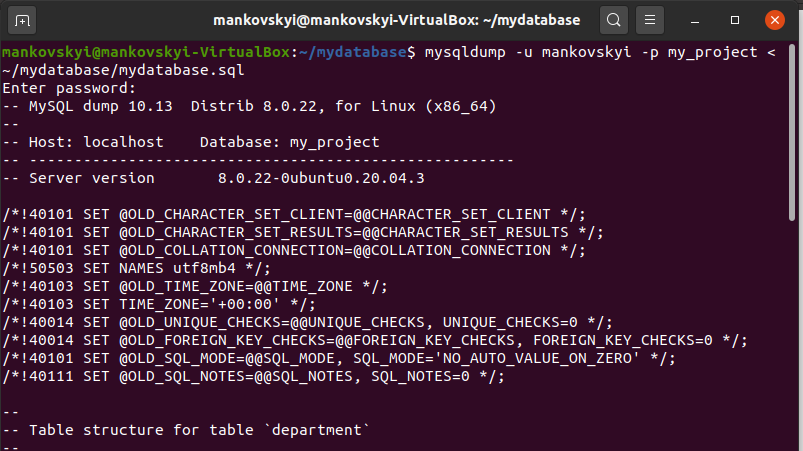 mankovskyi@mankovskyi-VirtualBox: ~/mydatabase
mankovskyi@mankovskyi-VirtualBox:~/mydatabase$ mysqldump -u mankovskyi -p my_project <
~/mydatabase/mydatabase.sql
Enter password:
-- MySQL dump 10.13  Distrib 8.0.22, for Linux (x86_64)
--
-- Host: localhost    Database: my_project
-- ------------------------------------------------------
-- Server version       8.0.22-0ubuntu0.20.04.3

/*!40101 SET @OLD_CHARACTER_SET_CLIENT=@@CHARACTER_SET_CLIENT */;
/*!40101 SET @OLD_CHARACTER_SET_RESULTS=@@CHARACTER_SET_RESULTS */;
/*!40101 SET @OLD_COLLATION_CONNECTION=@@COLLATION_CONNECTION */;
/*!50503 SET NAMES utf8mb4 */;
/*!40103 SET @OLD_TIME_ZONE=@@TIME_ZONE */;
/*!40103 SET TIME_ZONE='+00:00' */;
/*!40014 SET @OLD_UNIQUE_CHECKS=@@UNIQUE_CHECKS, UNIQUE_CHECKS=0 */;
/*!40014 SET @OLD_FOREIGN_KEY_CHECKS=@@FOREIGN_KEY_CHECKS, FOREIGN_KEY_CHECKS=0 */;
/*!40101 SET @OLD_SQL_MODE=@@SQL_MODE, SQL_MODE='NO_AUTO_VALUE_ON_ZERO' */;
/*!40111 SET @OLD_SQL_NOTES=@@SQL_NOTES, SQL_NOTES=0 */;

--
-- Table structure for table `department`
--